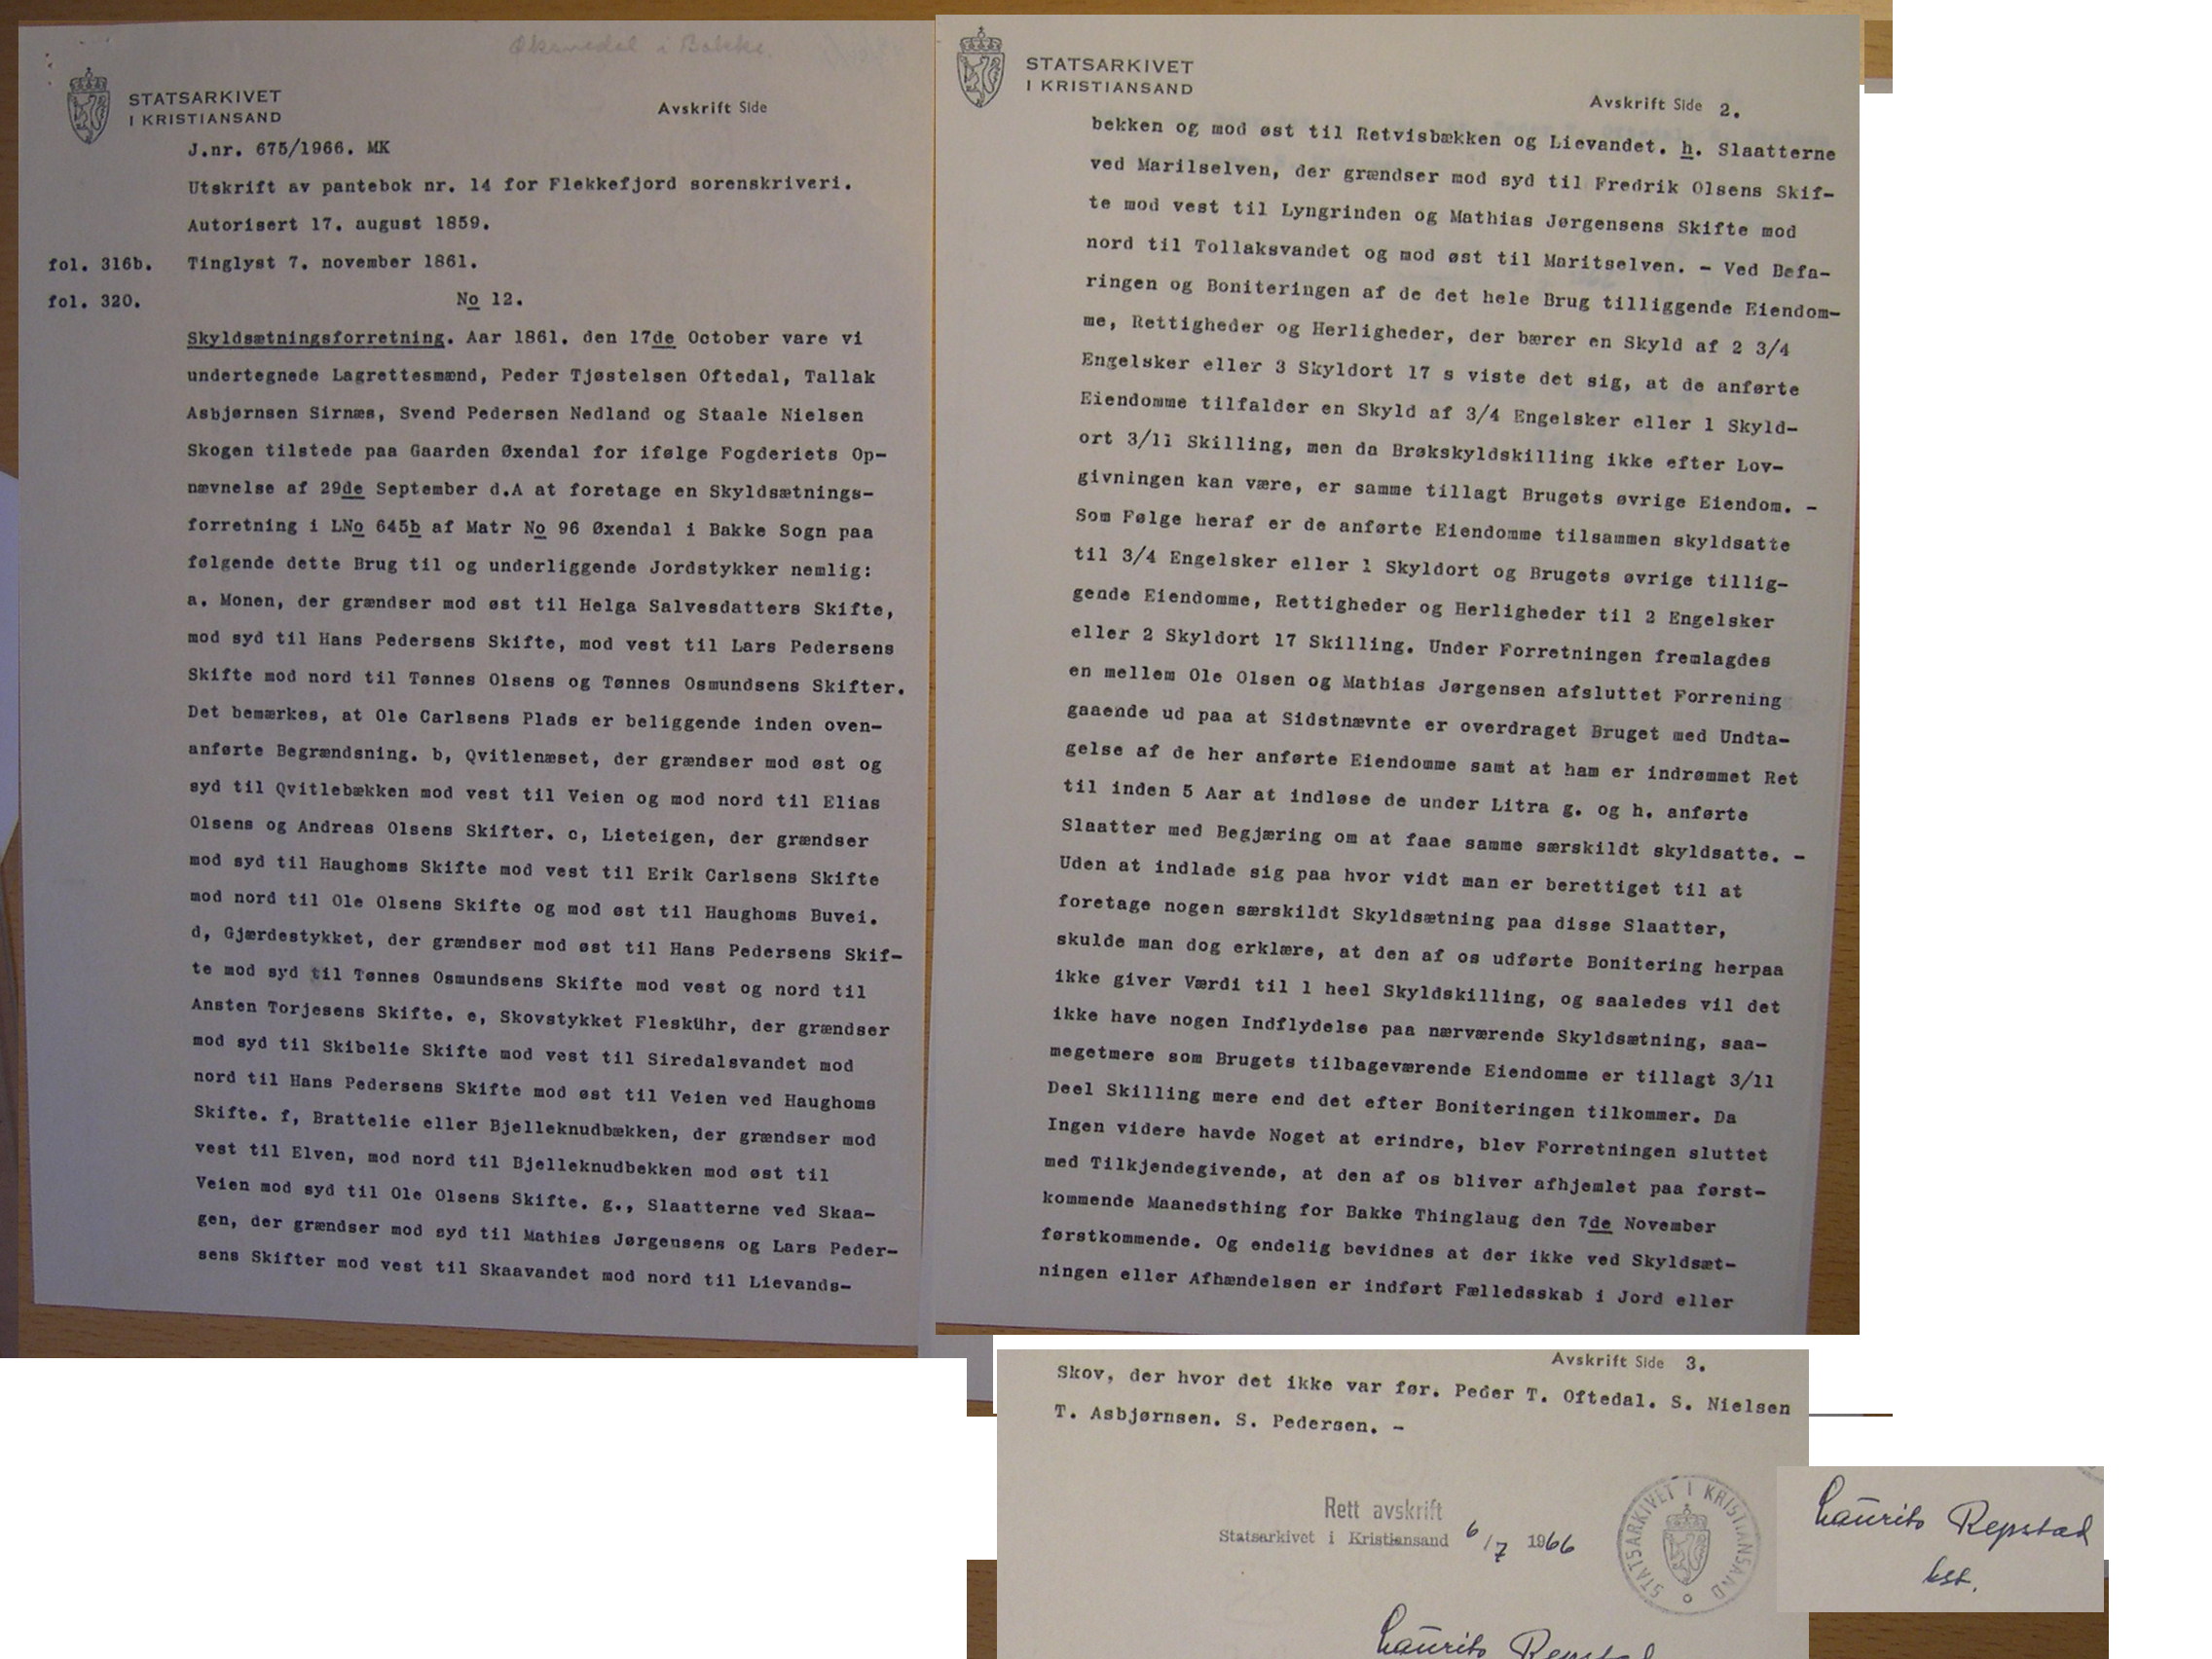 Øksnedal i Bakke.
STATSARKIVET
I KRISTIANSAND
Avskrift Side
J.nr. 675/1966. MK
Utskrift av pantebok nr. 14 for Flekkefjord sorenskriveri.
Autorisert 17. august 1859.
fol. 316b. Tinglyst 7. november 1861.
fol. 320. No 12.
Skyldsætningsforretning. Aar 1861. den 17de October vare vi
undertegnede Lagrettesmænd, Peder Tjøstelsen Oftedal, Tallak
Asbjørnsen Sirnæs, Svend Pedersen Nedland og Staale Nielsen
Skogen tilstede paa Gaarden Øxendal for ifølge Fogderiets Op-
nævnelse af 29de September d.A at foretage en Skyldsætnings-
forretning i LNo 645b af Matr No 96 Øxendal i Bakke Sogn paa
følgende dette Brug til og underliggende Jordstykker nemlig:
a. Monen, der grændser mod øst til Helga Salvesdatters Skifte,
mod syd til Hans Pedersens Skifte, mod vest til Lars Pedersens
Skifte mod nord til Tønnes Olsens og Tønnes Osmundsens Skifter.
Det bemærkes, at Ole Carlsens Plads er beliggende inden oven-
anførte Begrændsning. b, Qvitlenæset, der grændser mod øst og
syd til Qvitlebækken mod vest til Veien og mod nord til Elias
Olsens og Andreas Olsens Skifter. c, Lieteigen, der grændser
mod syd til Haughoms Skifte mod vest til Erik Carlsens Skifte
mod nord til Ole Olsens Skifte og mod øst til Haughoms Buvei.
d, Gjærdestykket, der grændser mod øst til Hans Pedersens Skif-
te mod syd til Tønnes Osmundsens Skifte mod vest og nord til
Ansten Torjesens Skifte. e, Skovstykket Fleskühr, der grændser
mod syd til Skibelie Skifte mod vest til Siredalsvandet mod
nord til Hans Pedersens Skifte mod øst til Veien ved Haughoms
Skifte. f, Brattelie eller Bjelleknudbækken, der grændser mod
vest til Elven, mod nord til Bjelleknudbekken mod øst til
Veien mod syd til Ole Olsens Skifte. g., Slaatterne ved Skaa-
gen, der grændser mod syd til Mathias Jørgensens og Lars Peder-
sens Skifter mod vest til Skaavandet mod nord til Lievands-
STATSARKIVET
I KRISTIANSAND
Avskrift Side 2.
bekken og mod øst til Retvisbækken og Lievandet. h. Slaatterne
ved Marilselven, der grændser mod syd til Fredrik Olsens Skif-
te mod vest til Lyngrinden og Mathias Jørgensens Skifte mod
nord til Tollaksvandet og mod øst til Maritselven. - Ved Befa-
ringen og Boniteringen af de det hele Brug tilliggende Eiendom-
me, Rettigheder og Herligheder, der bærer en Skyld af 2 3/4
Engelsker eller 3 Skyldort 17 s viste det sig, at de anførte
Eiendomme tilfalder en Skyld af 3/4 Engelsker eller 1 Skyld-
ort 3/11 Skilling, men da Brøkskyldskilling ikke efter Lov-
givningen kan være, er samme tillagt Brugets øvrige Eiendom. -
Som Følge heraf er de anførte Eiendomme tilsammen skyldsatte
til 3/4 Engelsker eller 1 Skyldort og Brugets øvrige tillig-
gende Eiendomme, Rettigheder og Herligheder til 2 Engelsker
eller 2 Skyldort 17 Skilling. Under Forretningen fremlagdes
en mellem Ole Olsen og Mathias Jørgensen afsluttet Forrening
gaaende ud paa at Sidstnævnte er overdraget Bruget med Undta-
gelse af de her anførte Eiendomme samt at ham er indrømmet Ret
til inden 5 Aar at indløse de under Litra g. og h. anførte
Slaatter med Begjæring om at faae samme særskildt skyldsatte. -
Uden at indlade sig paa hvor vidt man er berettiget til at
foretage nogen særskildt Skyldsætning paa disse Slaatter,
skulde man dog erklære, at den af os udførte Bonitering herpaa
ikke giver Værdi til 1 heel Skyldskilling, og saaledes vil det
ikke have nogen Indflydelse paa nærværende Skyldsætning, saa-
megetmere som Brugets tilbageværende Eiendomme er tillagt 3/11
Deel Skilling mere end det efter Boniteringen tilkommer. Da
Ingen videre havde Noget at erindre, blev Forretningen sluttet
med Tilkjendegivende, at den af os bliver afhjemlet paa først-
kommende Maanedsthing for Bakke Thinglaug den 7de November
førstkommende. Og endelig bevidnes at der ikke ved Skyldsæt-
ningen eller Afhændelsen er indført Fælledsskab i Jord eller
Avskrift Side 3.
Skov, der hvor det ikke var før. Peder T. Oftedal. S. Nielsen
T. Asbjørnsen. S. Pedersen. -
Rett avskrift
Statsarkivet i Kristiansand 6/7 1966
STATSARKIVET I KRISTIANSAND
Laurits Repstad
kst.
Laurits Repstad